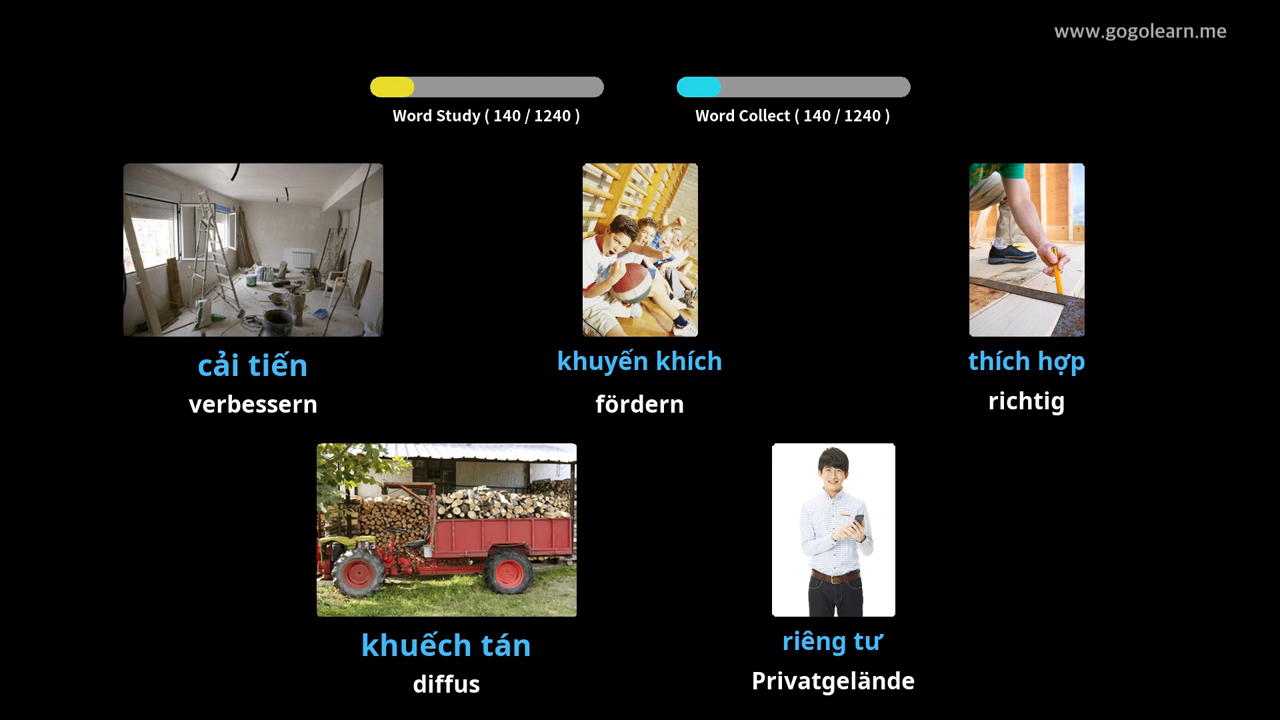 www.gogolearn.me
Word Study ( 140 / 1240 )
Word Collect ( 140 / 1240 )
cải tiến
verbessern
khuyến khích
fördern
thích hợp
richtig
khuếch tán
diffus
riêng tư
Privatgelände